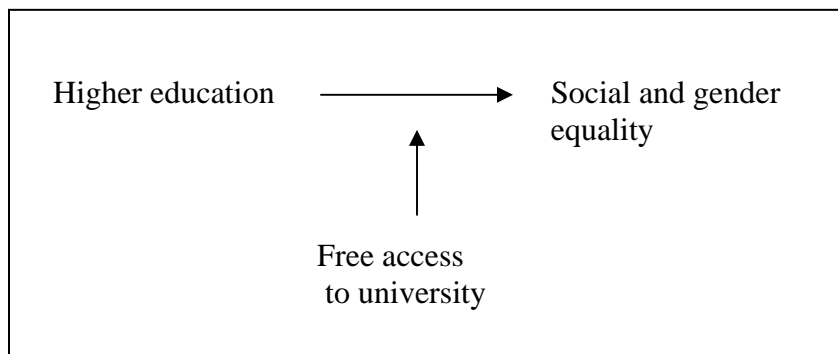 Higher education
Social and gender
equality
Free access
to university